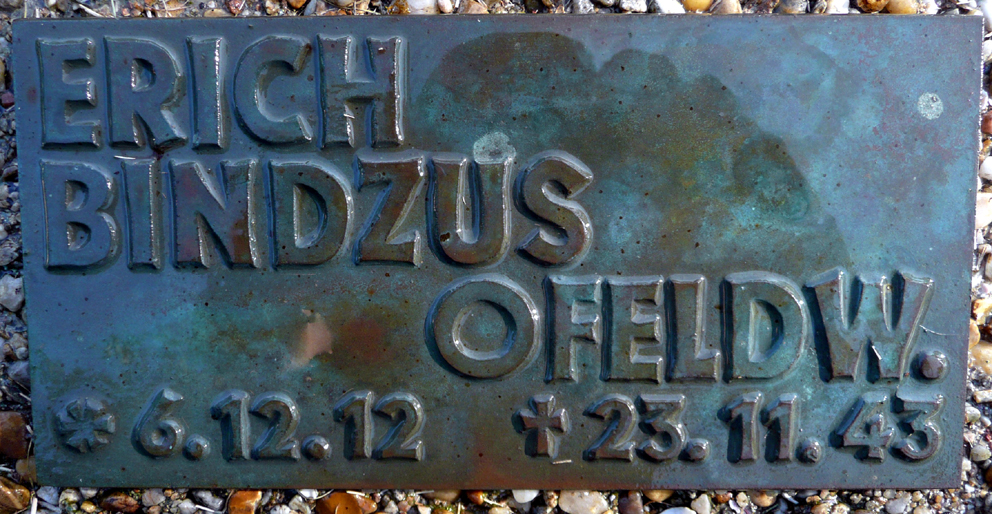 ERICH
BINDZUS
OFELDW.
* 6.12.12 † 23.11.43